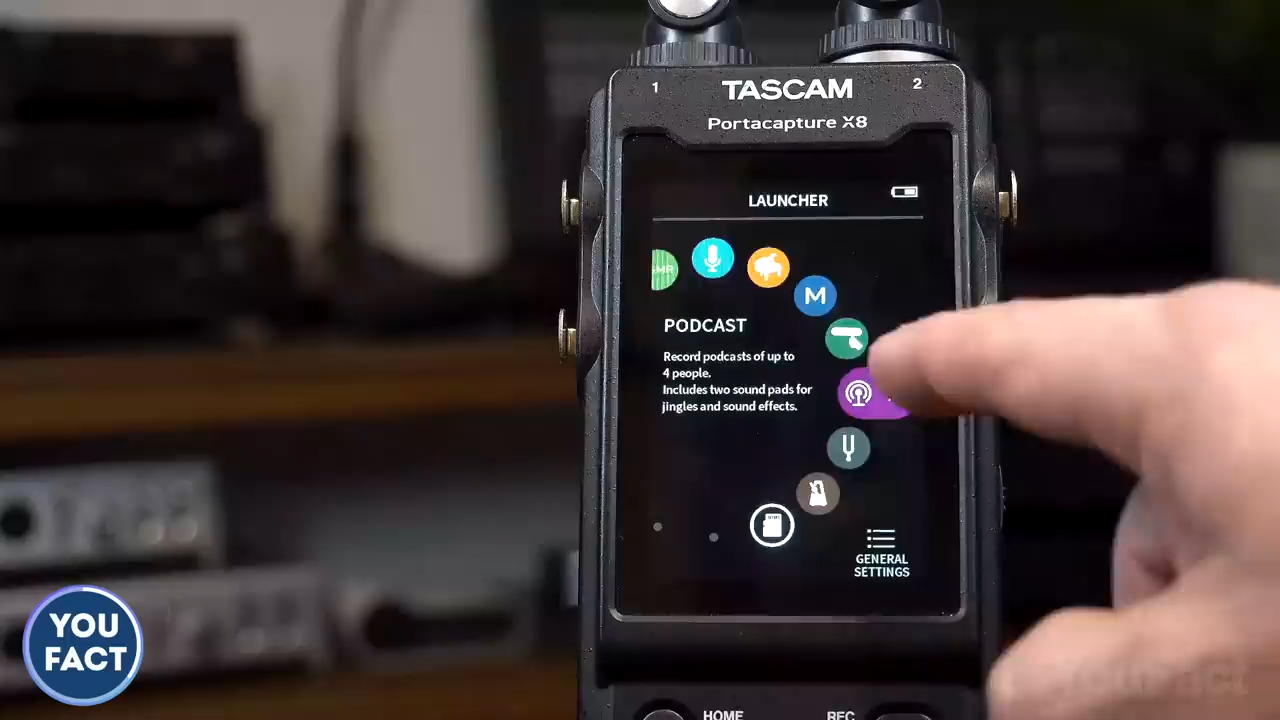 1
TASCAM
2
Portacapture X8
LAUNCHER
M
PODCAST
Record podcasts of up to
4 people.
Includes two sound pads for
jingles and sound effects.
GENERAL
SETTINGS
HOME
REC
YOU
FACT